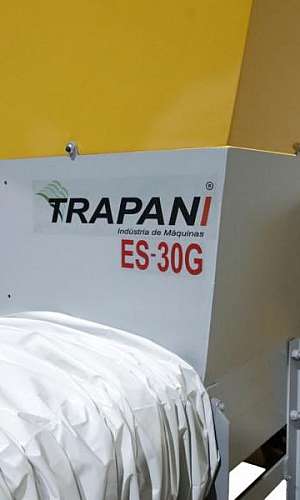 TRAPANI®
Indústria de Máquinas
ES-30G